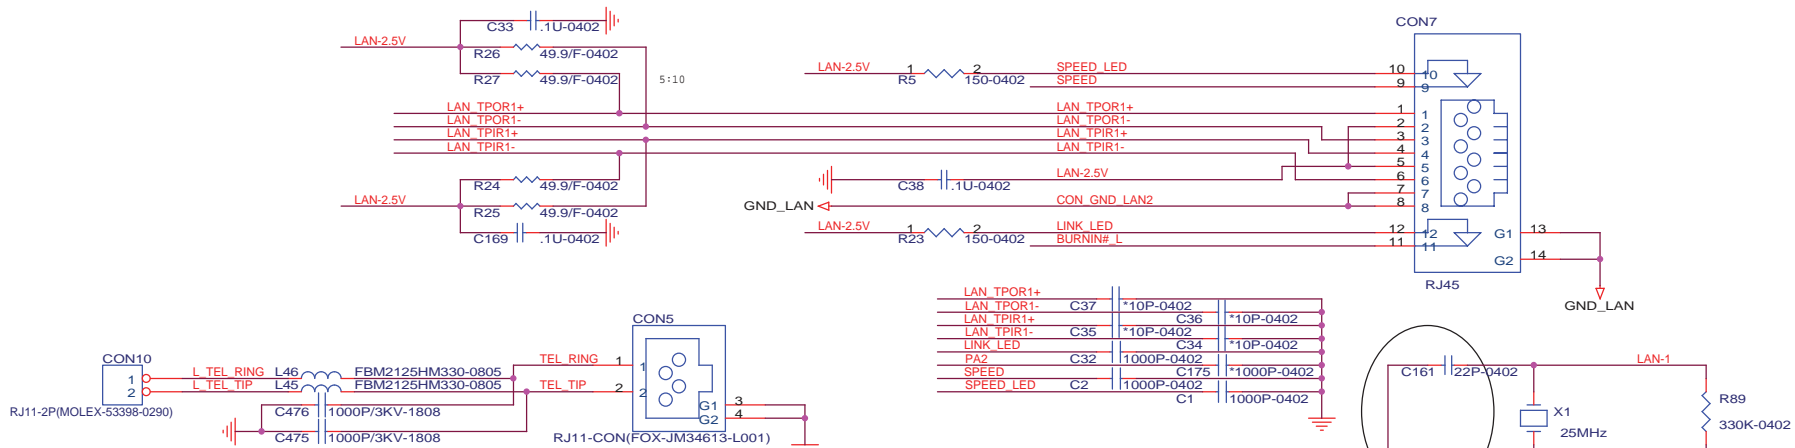 C33 .1U-0402
LAN-2.5V
R26 49.9/F-0402
R27 49.9/F-0402
5:10
LAN_TPOR1+
LAN_TPOR1-
LAN_TPIR1+
LAN_TPIR1-
R24 49.9/F-0402
LAN-2.5V
R25 49.9/F-0402
C169 .1U-0402
CON7
LAN-2.5V 1 R5 2 150-0402 SPEED_LED 10 10
SPEED 9 9
LAN_TPOR1+ 1 1
LAN_TPOR1- 2 2
LAN_TPIR1+ 3 3
LAN_TPIR1- 4 4
5 5
C38 .1U-0402 LAN-2.5V 6 6
7 7
GND_LAN CON_GND_LAN2 8 8
LAN-2.5V 1 R23 2 150-0402 LINK_LED 12 12
BURNIN#_L 11 11
G1 13
G2 14
RJ45
GND_LAN
LAN_TPOR1+ C37 *10P-0402
LAN_TPOR1- C36 *10P-0402
LAN_TPIR1+ C35 *10P-0402
LAN_TPIR1- C34 *10P-0402
LINK_LED C32 1000P-0402
PA2 C175 *1000P-0402
SPEED C2 1000P-0402
SPEED_LED C1 1000P-0402
CON10
1 L_TEL_RING L46 FBM2125HM330-0805
2 L_TEL_TIP L45 FBM2125HM330-0805
RJ11-2P(MOLEX-53398-0290)
C476 1000P/3KV-1808
C475 1000P/3KV-1808
CON5
TEL_RING 1 1
TEL_TIP 2 2
G1 3
G2 4
RJ11-CON(FOX-JM34613-L001)
C161 22P-0402
LAN-1
X1
25MHz
R89
330K-0402